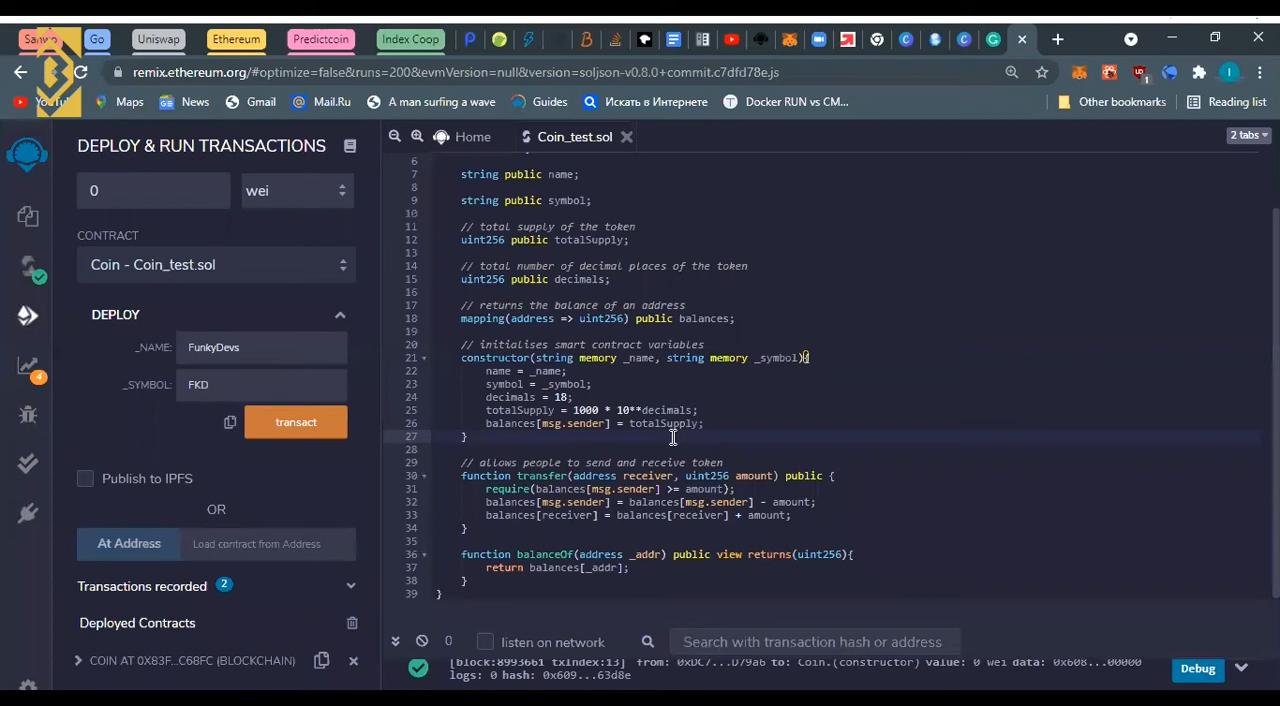 Go
Uniswap
Ethereum
Predictcoin
Index Coop
remix.ethereum.org/#optimize=false&runs=200&evmVersion=null&version=soljson-v0.8.0+commit.c7dfd78e.js
Maps
News
Gmail
Mail.Ru
A man surfing a wave
Guides
Искать в Интернете
Docker RUN vs CM...
Other bookmarks
Reading list
DEPLOY & RUN TRANSACTIONS
0
wei
CONTRACT
Coin - Coin_test.sol
DEPLOY
_NAME:
FunkyDevs
_SYMBOL:
FKD
transact
Publish to IPFS
OR
At Address
Load contract from Address
Transactions recorded 2
Deployed Contracts
COIN AT 0X83F...C68FC (BLOCKCHAIN)
4
Home
Coin_test.sol
2 tabs
6
7 string public name;
8
9 string public symbol;
10
11 // total supply of the token
12 uint256 public totalSupply;
13
14 // total number of decimal places of the token
15 uint256 public decimals;
16
17 // returns the balance of an address
18 mapping(address => uint256) public balances;
19
20 // initialises smart contract variables
21 constructor(string memory _name, string memory _symbol){
22 name = _name;
23 symbol = _symbol;
24 decimals = 18;
25 totalSupply = 1000 * 10**decimals;
26 balances[msg.sender] = totalSupply;
27 }
28
29 // allows people to send and receive token
30 function transfer(address receiver, uint256 amount) public {
31 require(balances[msg.sender] >= amount);
32 balances[msg.sender] = balances[msg.sender] - amount;
33 balances[receiver] = balances[receiver] + amount;
34 }
35
36 function balanceOf(address _addr) public view returns(uint256){
37 return balances[_addr];
38 }
39 }
0
listen on network
Search with transaction hash or address
[block:8993661 txIndex:13] from: 0xDC7...D79a6 to: Coin.(constructor) value: 0 wei data: 0x608...00000
logs: 0 hash: 0x609...63d8e
Debug